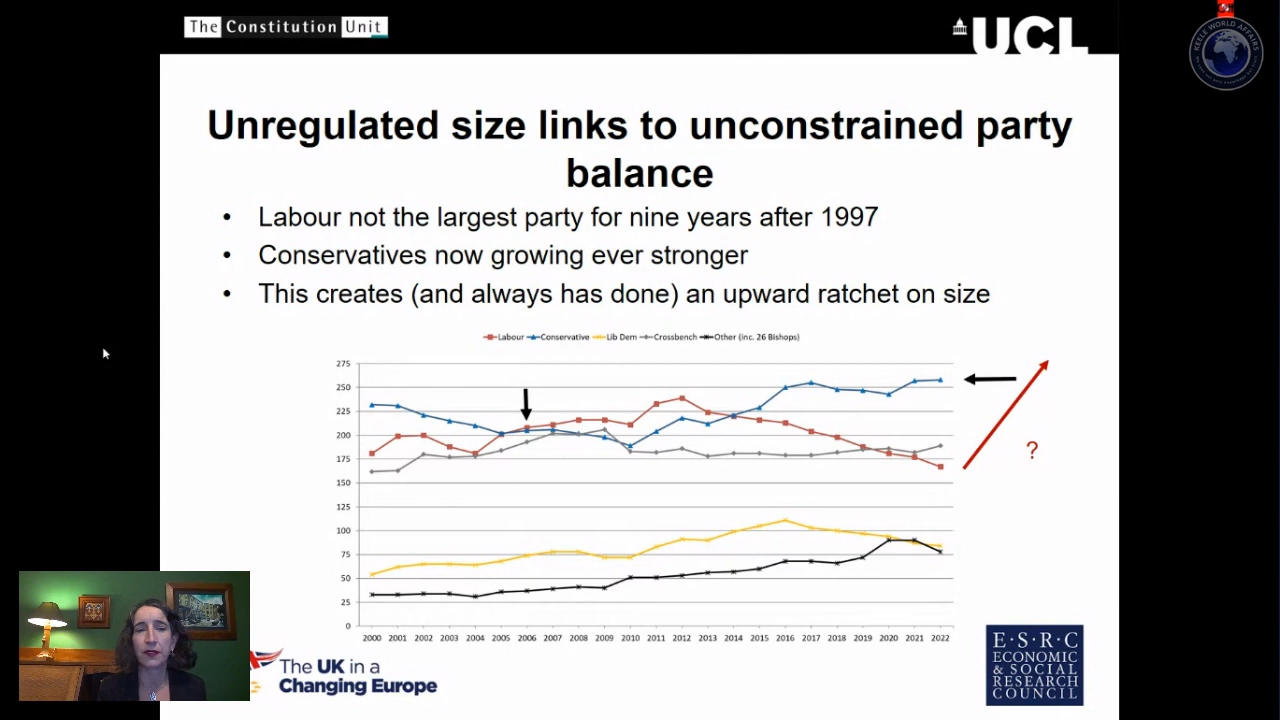 The Constitution Unit
UCL
KEELE WORLD AFFAIRS
Unregulated size links to unconstrained party
balance
• Labour not the largest party for nine years after 1997
• Conservatives now growing ever stronger
• This creates (and always has done) an upward ratchet on size
Labour Conservative Lib Dem Crossbench Other (inc. 26 Bishops)
275
250
225
200
175
150
125
100
75
50
25
0
2000 2001 2002 2003 2004 2005 2006 2007 2008 2009 2010 2011 2012 2013 2014 2015 2016 2017 2018 2019 2020 2021 2022
?
The UK in a
Changing Europe
E·S·R·C
ECONOMIC
& SOCIAL
RESEARCH
COUNCIL